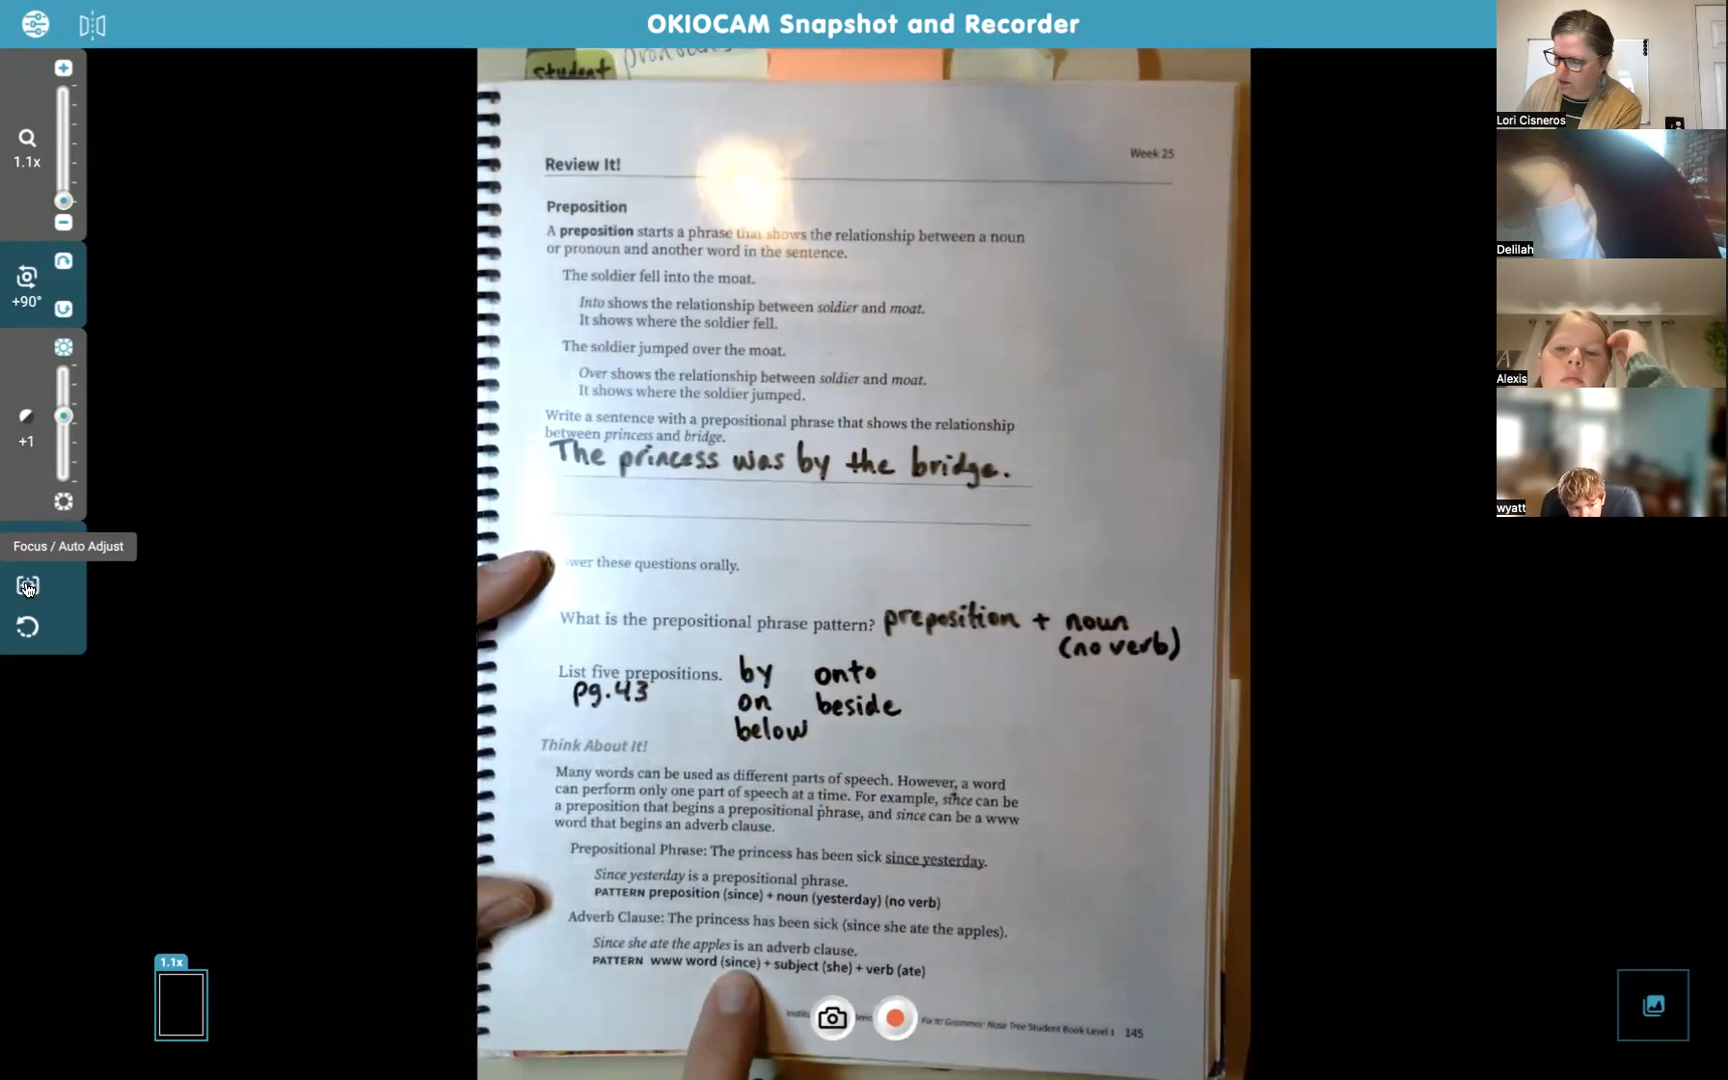 OKIOCAM Snapshot and Recorder
1.1x
+90°
+1
Focus / Auto Adjust
1.1x
student
Review It!
Week 25
Preposition
A preposition starts a phrase that shows the relationship between a noun
or pronoun and another word in the sentence.
The soldier fell into the moat.
Into shows the relationship between soldier and moat.
It shows where the soldier fell.
The soldier jumped over the moat.
Over shows the relationship between soldier and moat.
It shows where the soldier jumped.
Write a sentence with a prepositional phrase that shows the relationship
between princess and bridge.
The princess was by the bridge.
these questions orally.
What is the prepositional phrase pattern? preposition + noun
(no verb)
List five prepositions. by onto
pg.43 on beside
below
Think About It!
Many words can be used as different parts of speech. However, a word
can perform only one part of speech at a time. For example, since can be
a preposition that begins a prepositional phrase, and since can be a www
word that begins an adverb clause.
Prepositional Phrase: The princess has been sick since yesterday.
Since yesterday is a prepositional phrase.
PATTERN preposition (since) + noun (yesterday) (no verb)
Adverb Clause: The princess has been sick (since she ate the apples).
Since she ate the apples is an adverb clause.
PATTERN www word (since) + subject (she) + verb (ate)
Fix It! Grammar: Nose Tree Student Book Level 1 145
Lori Cisneros
Delilah
Alexis
wyatt